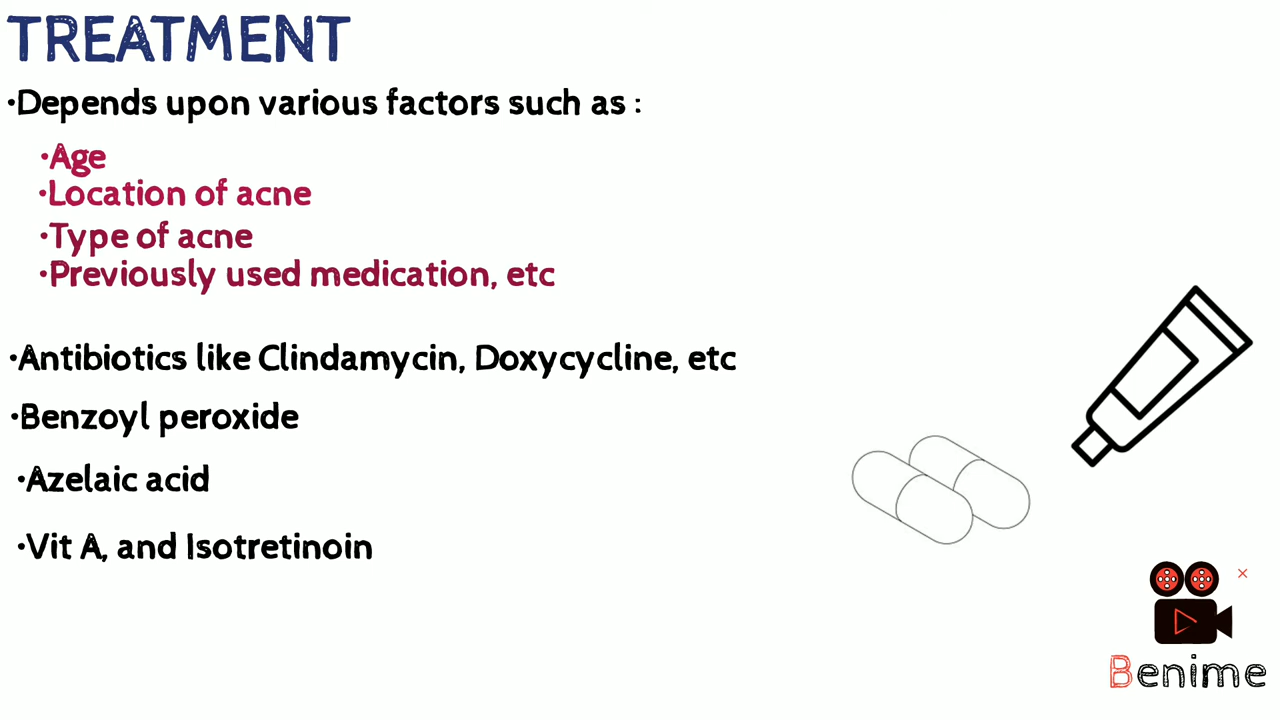 TREATMENT
•Depends upon various factors such as :
•Age
•Location of acne
•Type of acne
•Previously used medication, etc
•Antibiotics like Clindamycin, Doxycycline, etc
•Benzoyl peroxide
•Azelaic acid
•Vit A, and Isotretinoin
Benime